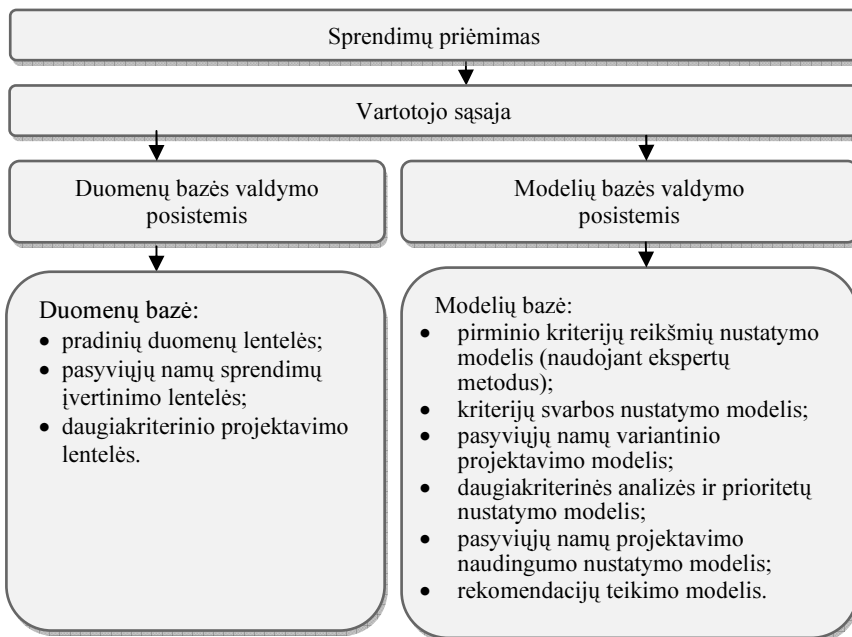 Sprendimų priėmimas
Vartotojo sąsaja
Duomenų bazės valdymo
posistemis
Modelių bazės valdymo
posistemis
Duomenų bazė:
• pradinių duomenų lentelės;
• pasyviųjų namų sprendimų
įvertinimo lentelės;
• daugiakriterinio projektavimo
lentelės.
Modelių bazė:
• pirminio kriterijų reikšmių nustatymo
modelis (naudojant ekspertų
metodus);
• kriterijų svarbos nustatymo modelis;
• pasyviųjų namų variantinio
projektavimo modelis;
• daugiakriterinės analizės ir prioritetų
nustatymo modelis;
• pasyviųjų namų projektavimo
naudingumo nustatymo modelis;
• rekomendacijų teikimo modelis.